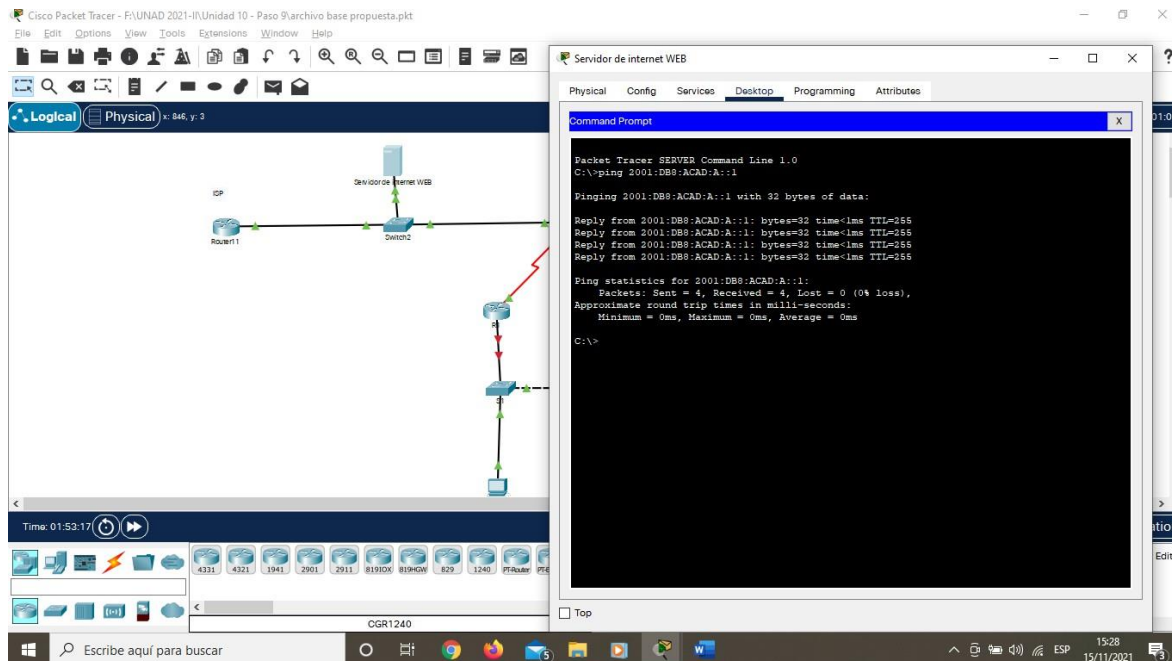 Cisco Packet Tracer - F:\UNAD 2021-II\Unidad 10 - Paso 9\archivo base propuesta.pkt
File Edit Options View Tools Extensions Window Help
Logical Physical x: 846, y: 3
ISP
Servidor de internet WEB
Router11
Switch2
S1
Time: 01:53:17
4331 4321 1941 2901 2911 819IOX 819HGW 829 1240 PT-Router
CGR1240
Servidor de internet WEB
Physical Config Services Desktop Programming Attributes
Command Prompt X
Packet Tracer SERVER Command Line 1.0
C:\>ping 2001:DB8:ACAD:A::1
Pinging 2001:DB8:ACAD:A::1 with 32 bytes of data:
Reply from 2001:DB8:ACAD:A::1: bytes=32 time<1ms TTL=255
Reply from 2001:DB8:ACAD:A::1: bytes=32 time<1ms TTL=255
Reply from 2001:DB8:ACAD:A::1: bytes=32 time<1ms TTL=255
Reply from 2001:DB8:ACAD:A::1: bytes=32 time<1ms TTL=255
Ping statistics for 2001:DB8:ACAD:A::1:
Packets: Sent = 4, Received = 4, Lost = 0 (0% loss),
Approximate round trip times in milli-seconds:
Minimum = 0ms, Maximum = 0ms, Average = 0ms
C:\>
Top
Edit
Escribe aquí para buscar
5
ESP
15:28
15/11/2021
3